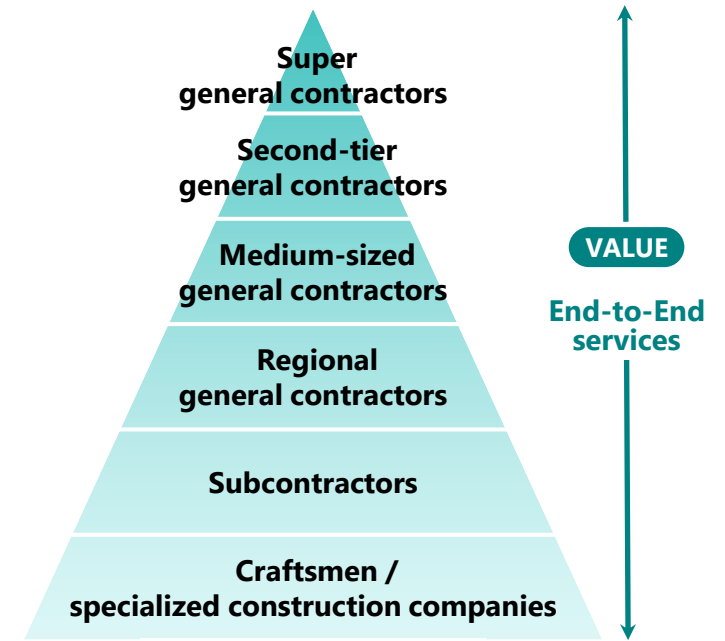 Super
general contractors
Second-tier
general contractors
Medium-sized
general contractors
Regional
general contractors
Subcontractors
Craftsmen /
specialized construction companies
VALUE
End-to-End
services